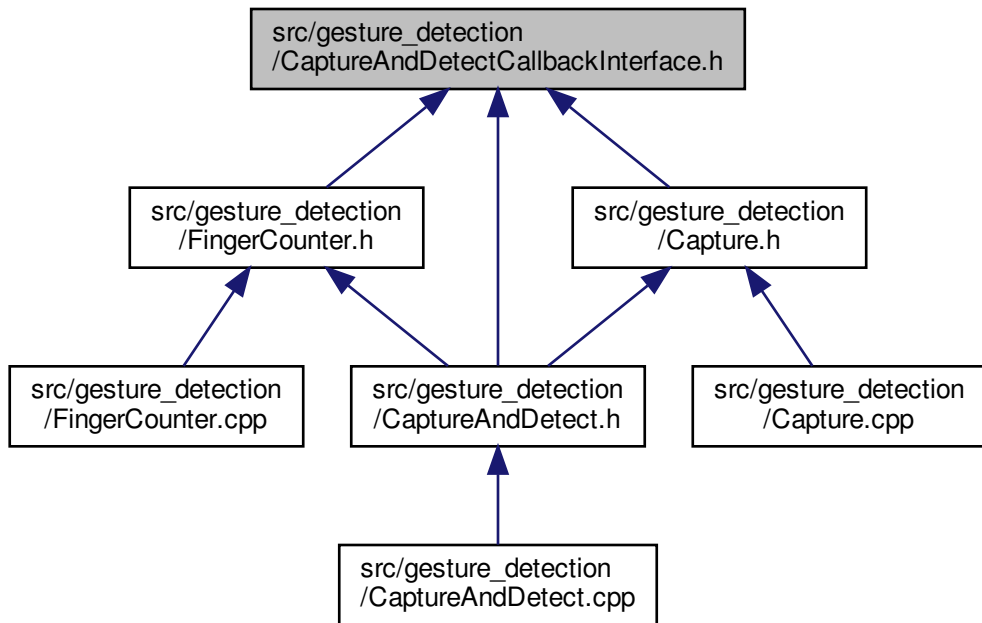 src/gesture_detection
/CaptureAndDetectCallbackInterface.h
src/gesture_detection
/FingerCounter.h
src/gesture_detection
/Capture.h
src/gesture_detection
/FingerCounter.cpp
src/gesture_detection
/CaptureAndDetect.h
src/gesture_detection
/Capture.cpp
src/gesture_detection
/CaptureAndDetect.cpp